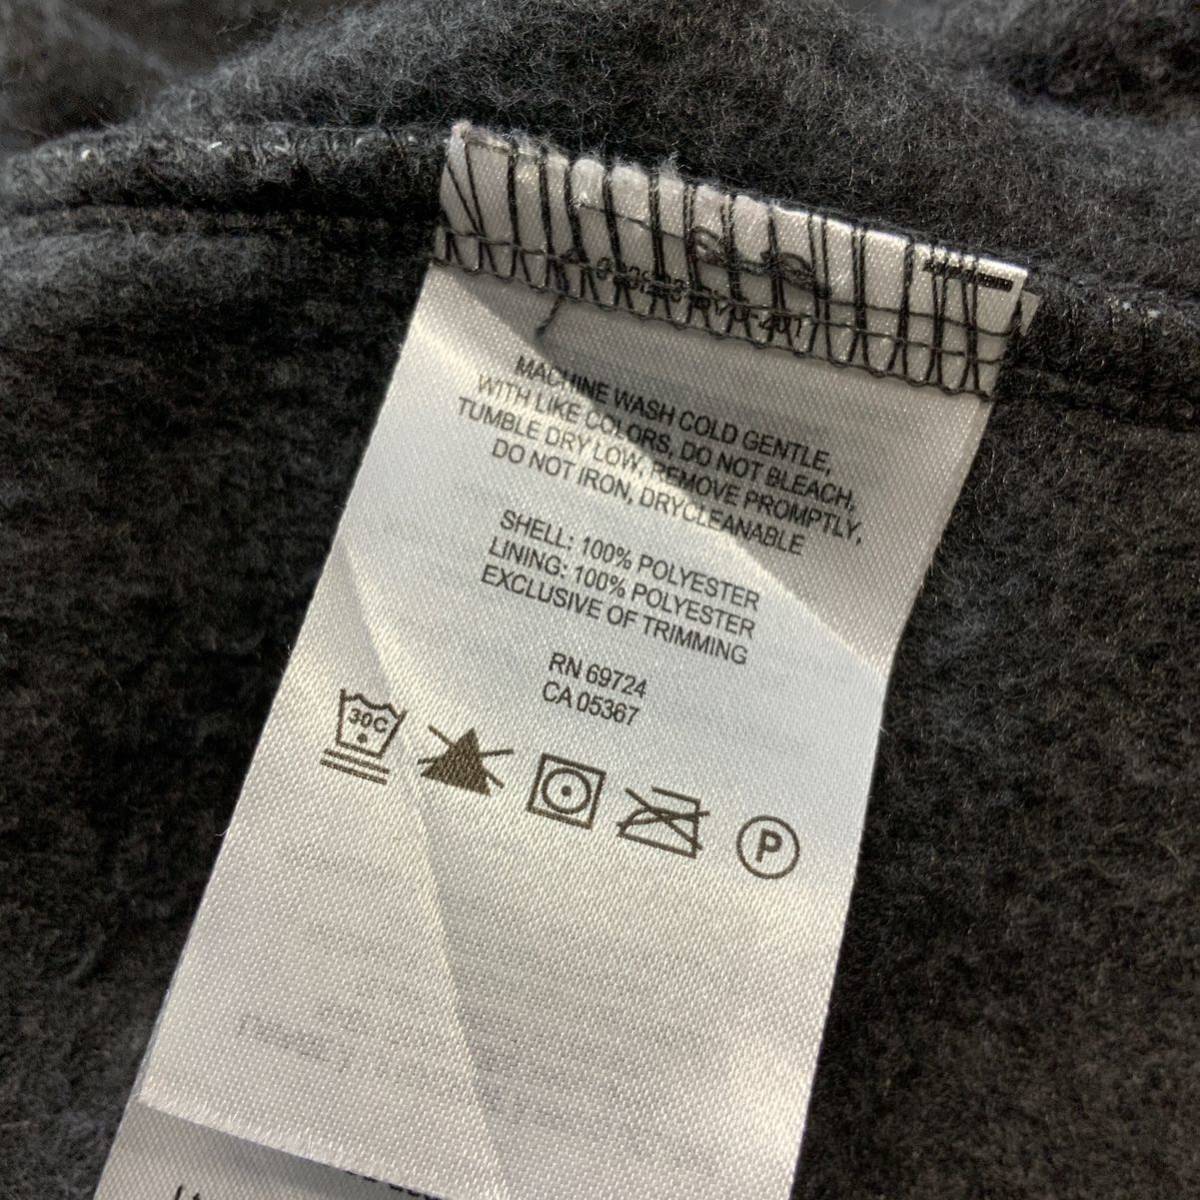 MACHINE WASH COLD GENTLE,
WITH LIKE COLORS, DO NOT BLEACH,
TUMBLE DRY LOW, REMOVE PROMPTLY,
DO NOT IRON, DRYCLEANABLE
SHELL: 100% POLYESTER
LINING: 100% POLYESTER
EXCLUSIVE OF TRIMMING
RN 69724
CA 05367
30C
P